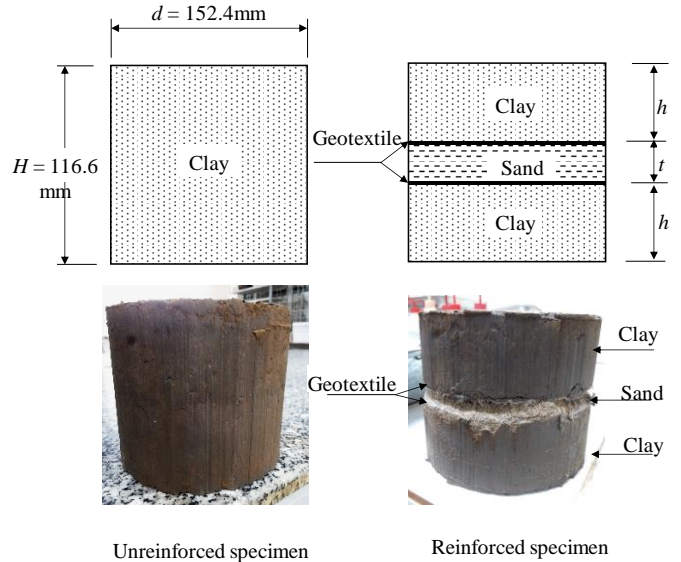 d = 152.4mm
H = 116.6
mm
Clay
Geotextile
Clay
Sand
Clay
h
t
h
Geotextile
Clay
Sand
Clay
Unreinforced specimen
Reinforced specimen